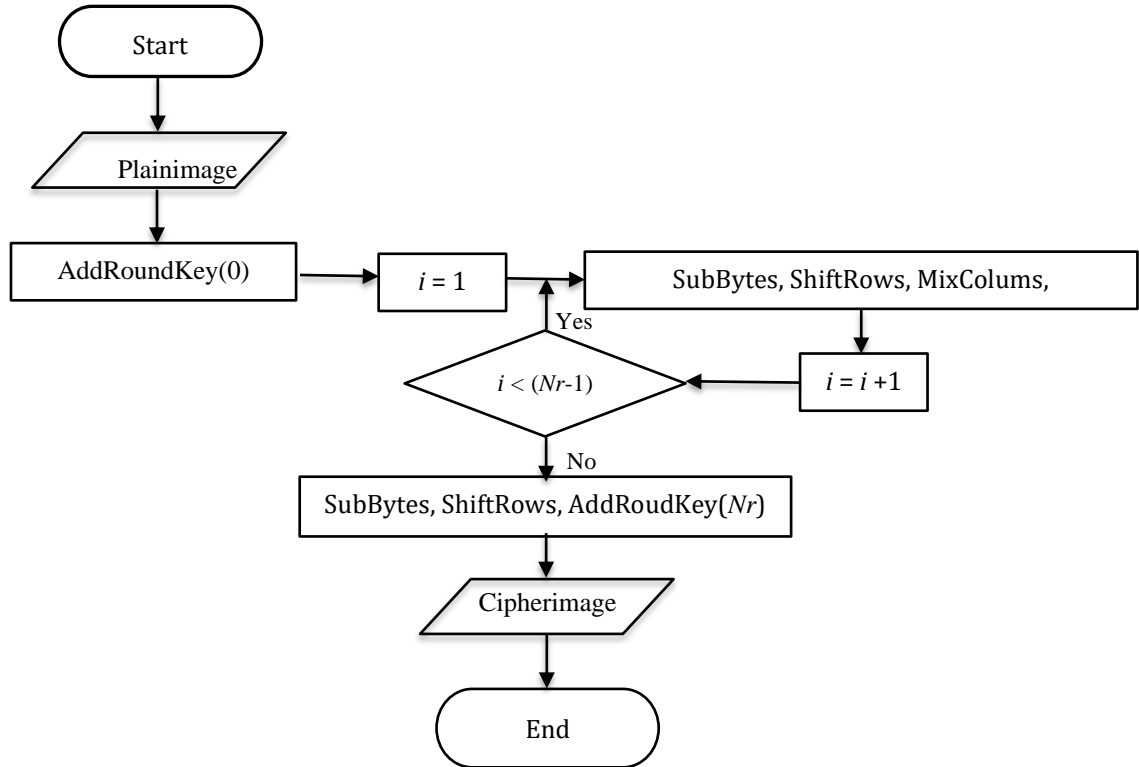 Start
Plainimage
AddRoundKey(0)
i = 1
SubBytes, ShiftRows, MixColums,
Yes
i < (Nr-1)
i = i +1
No
SubBytes, ShiftRows, AddRoudKey(Nr)
Cipherimage
End